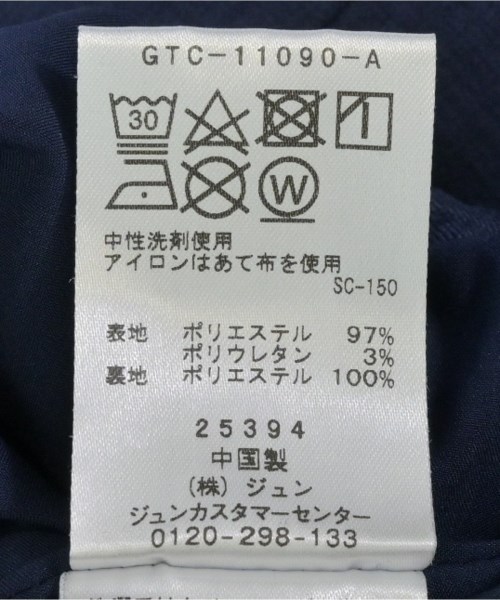 GTC-11090-A
30
W
中性洗剤使用
アイロンはあて布を使用
SC-150
表地 ポリエステル 97%
ポリウレタン 3%
裏地 ポリエステル 100%
25394
中国製
(株)ジュン
ジュンカスタマーセンター
0120-298-133